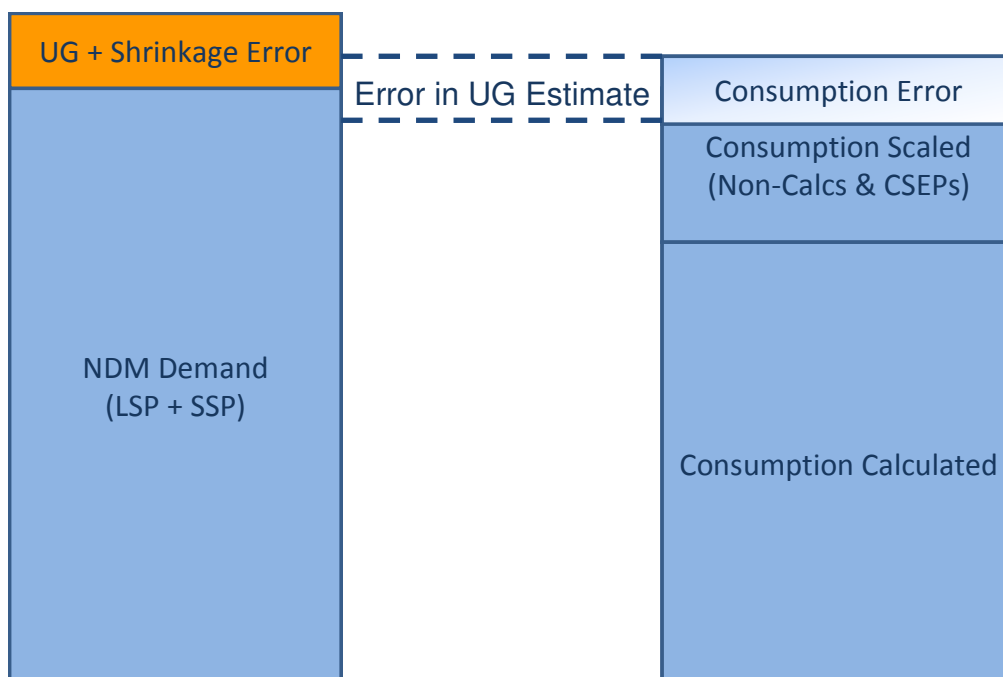 UG + Shrinkage Error
Error in UG Estimate
Consumption Error
Consumption Scaled
(Non-Calcs & CSEPs)
NDM Demand
(LSP + SSP)
Consumption Calculated